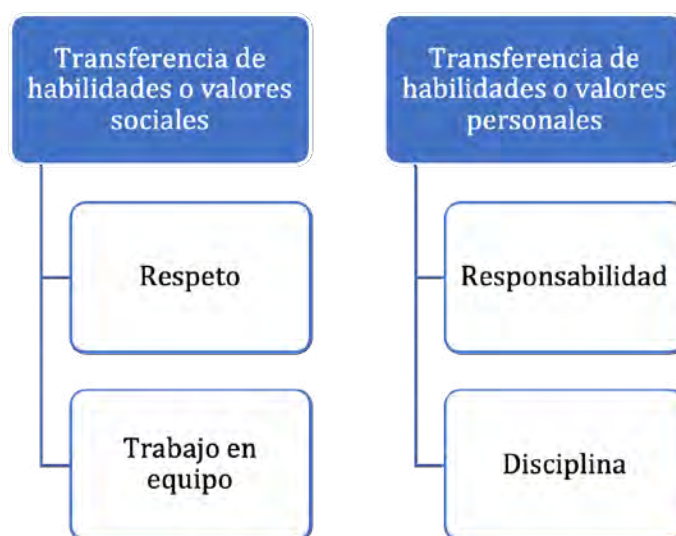 Transferencia de
habilidades o valores
sociales
Respeto
Trabajo en
equipo
Transferencia de
habilidades o valores
personales
Responsabilidad
Disciplina